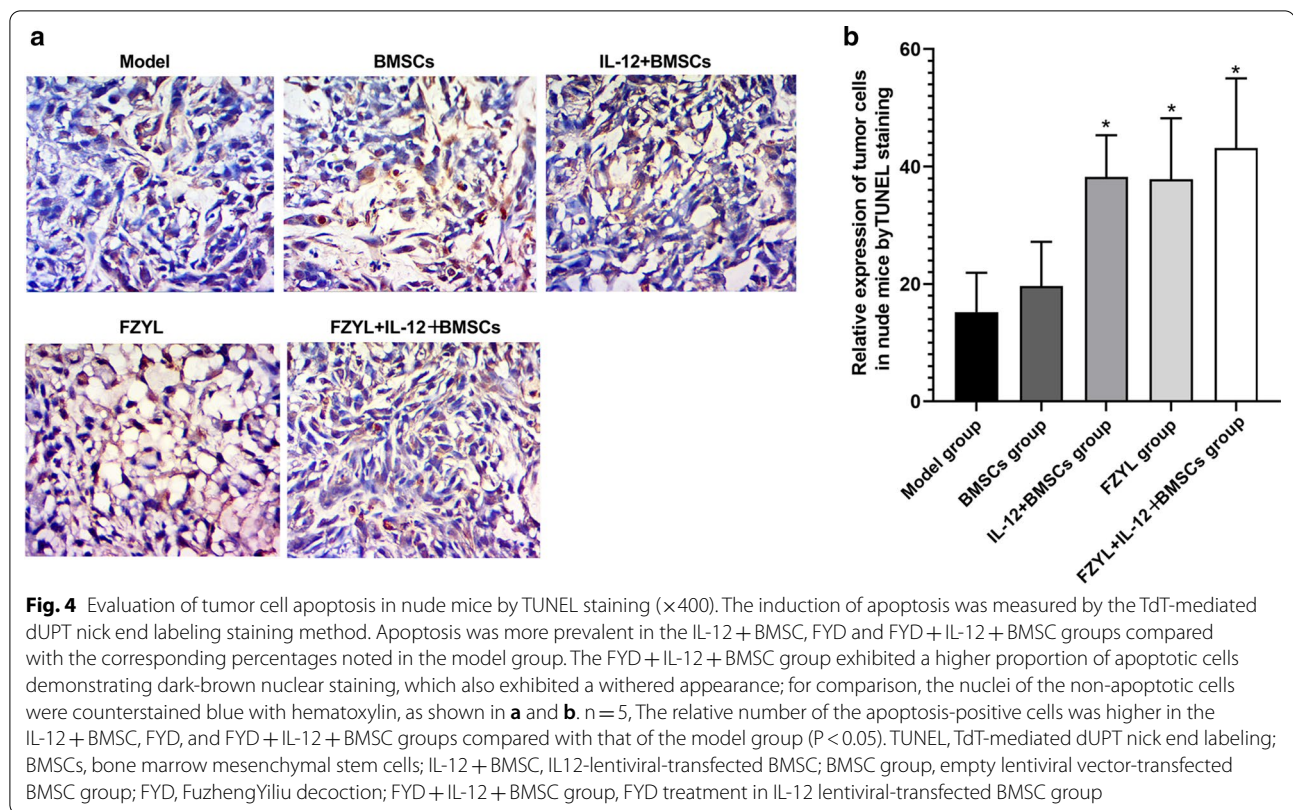 a
Model
BMSCs
IL-12+BMSCs
FZYL
FZYL+IL-12+BMSCs
b
Relative expression of tumor cells
in nude mice by TUNEL staining
60
40
20
0
*
*
*
Model group
BMSCs group
IL-12+BMSCs group
FZYL group
FZYL+IL-12+BMSCs group
Fig. 4 Evaluation of tumor cell apoptosis in nude mice by TUNEL staining (×400). The induction of apoptosis was measured by the TdT-mediated
dUPT nick end labeling staining method. Apoptosis was more prevalent in the IL-12 + BMSC, FYD and FYD + IL-12 + BMSC groups compared
with the corresponding percentages noted in the model group. The FYD + IL-12 + BMSC group exhibited a higher proportion of apoptotic cells
demonstrating dark-brown nuclear staining, which also exhibited a withered appearance; for comparison, the nuclei of the non-apoptotic cells
were counterstained blue with hematoxylin, as shown in a and b. n = 5, The relative number of the apoptosis-positive cells was higher in the
IL-12 + BMSC, FYD, and FYD + IL-12 + BMSC groups compared with that of the model group (P < 0.05). TUNEL, TdT-mediated dUPT nick end labeling;
BMSCs, bone marrow mesenchymal stem cells; IL-12 + BMSC, IL12-lentiviral-transfected BMSC; BMSC group, empty lentiviral vector-transfected
BMSC group; FYD, FuzhengYiliu decoction; FYD + IL-12 + BMSC group, FYD treatment in IL-12 lentiviral-transfected BMSC group